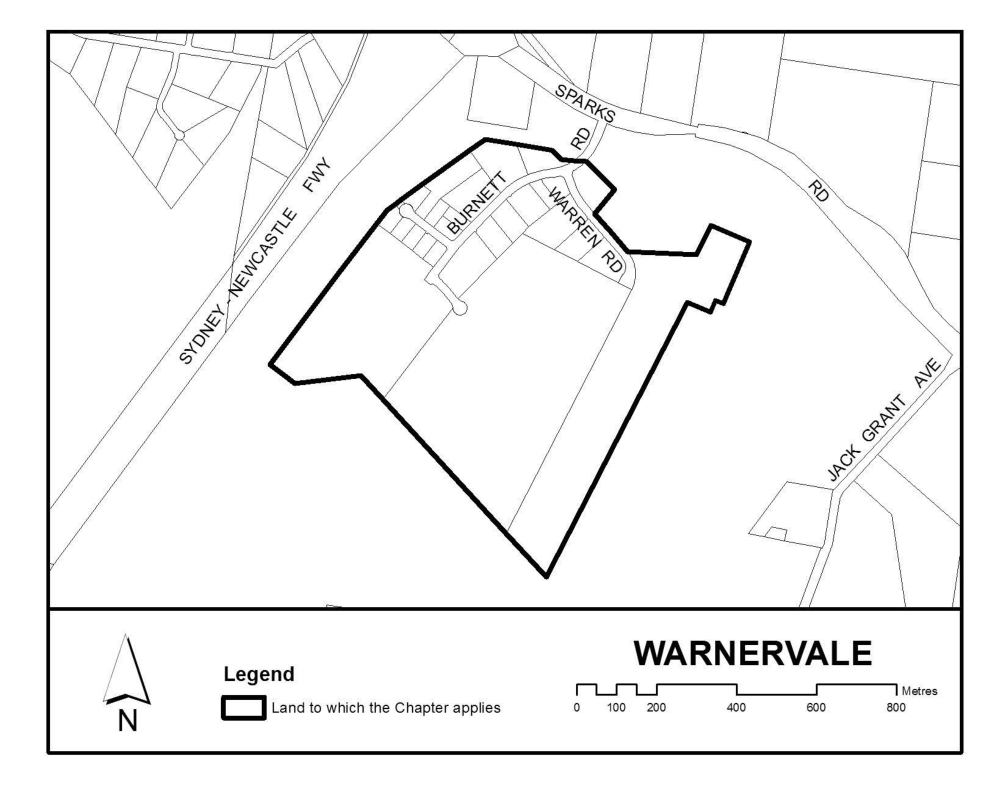 SPARKS
RD
RD
BURNETT
WARREN RD
SYDNEY - NEWCASTLE FWY
JACK GRANT AVE
N
Legend
Land to which the Chapter applies
WARNERVALE
Metres
0 100 200 400 600 800